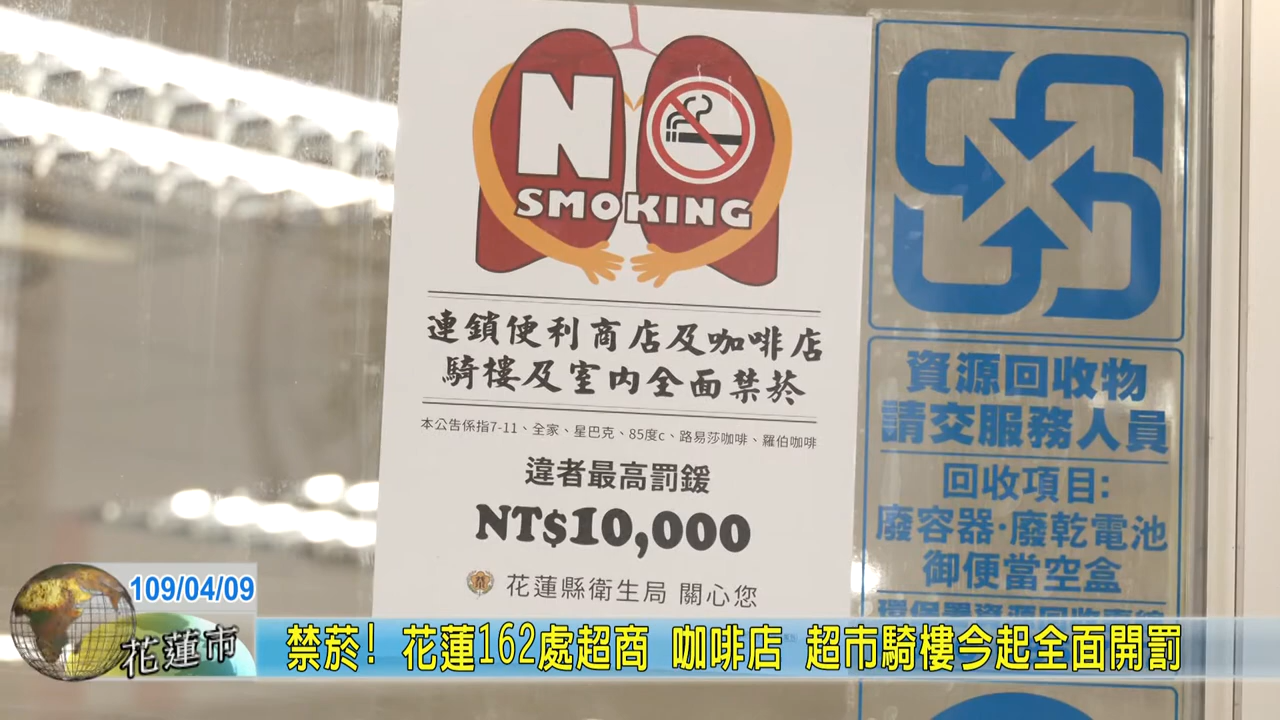 NO
SMOKING
連鎖便利商店及咖啡店
騎樓及室內全面禁菸
本公告係指7-11、全家、星巴克、85度c、路易莎咖啡、羅伯咖啡
違者最高罰鍰
NT$10,000
花蓮縣衛生局 關心您
資源回收物
請交服務人員
回收項目:
廢容器·廢乾電池
御便當空盒
109/04/09
花蓮市
禁菸! 花蓮162處超商 咖啡店 超市騎樓今起全面開罰